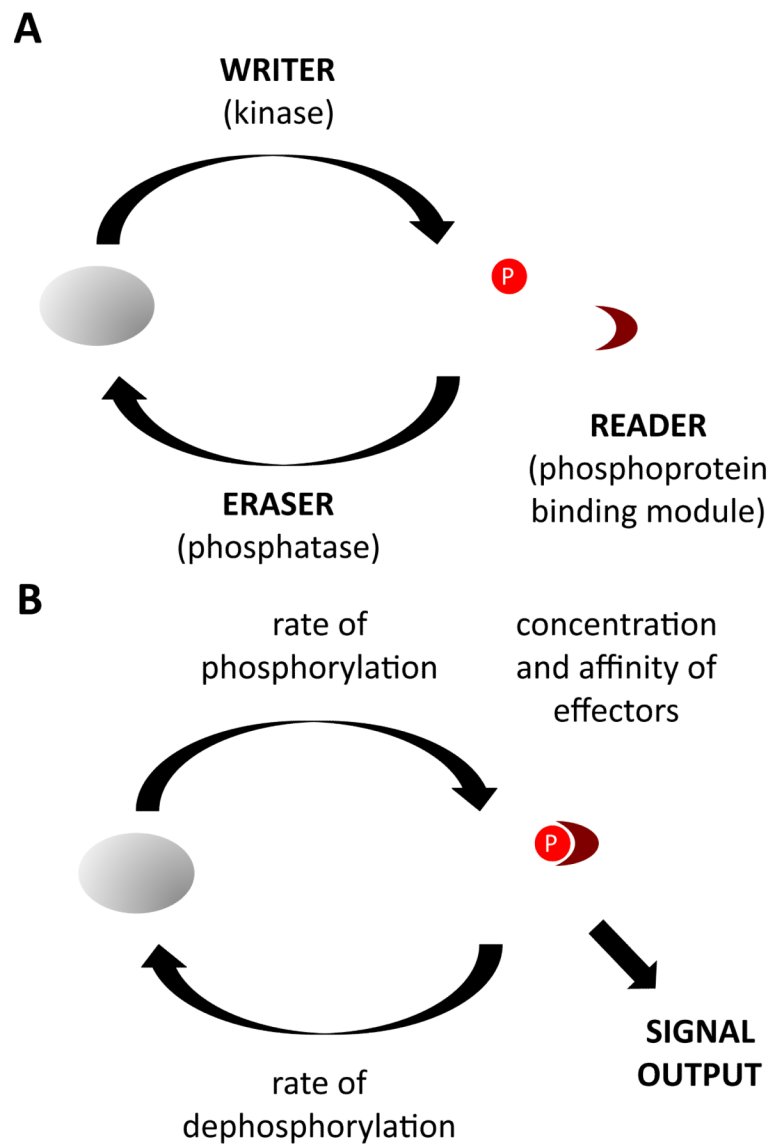 A
WRITER
(kinase)
P
READER
(phosphoprotein
binding module)
ERASER
(phosphatase)
B
rate of
phosphorylation
concentration
and affinity of
effectors
P
SIGNAL
OUTPUT
rate of
dephosphorylation